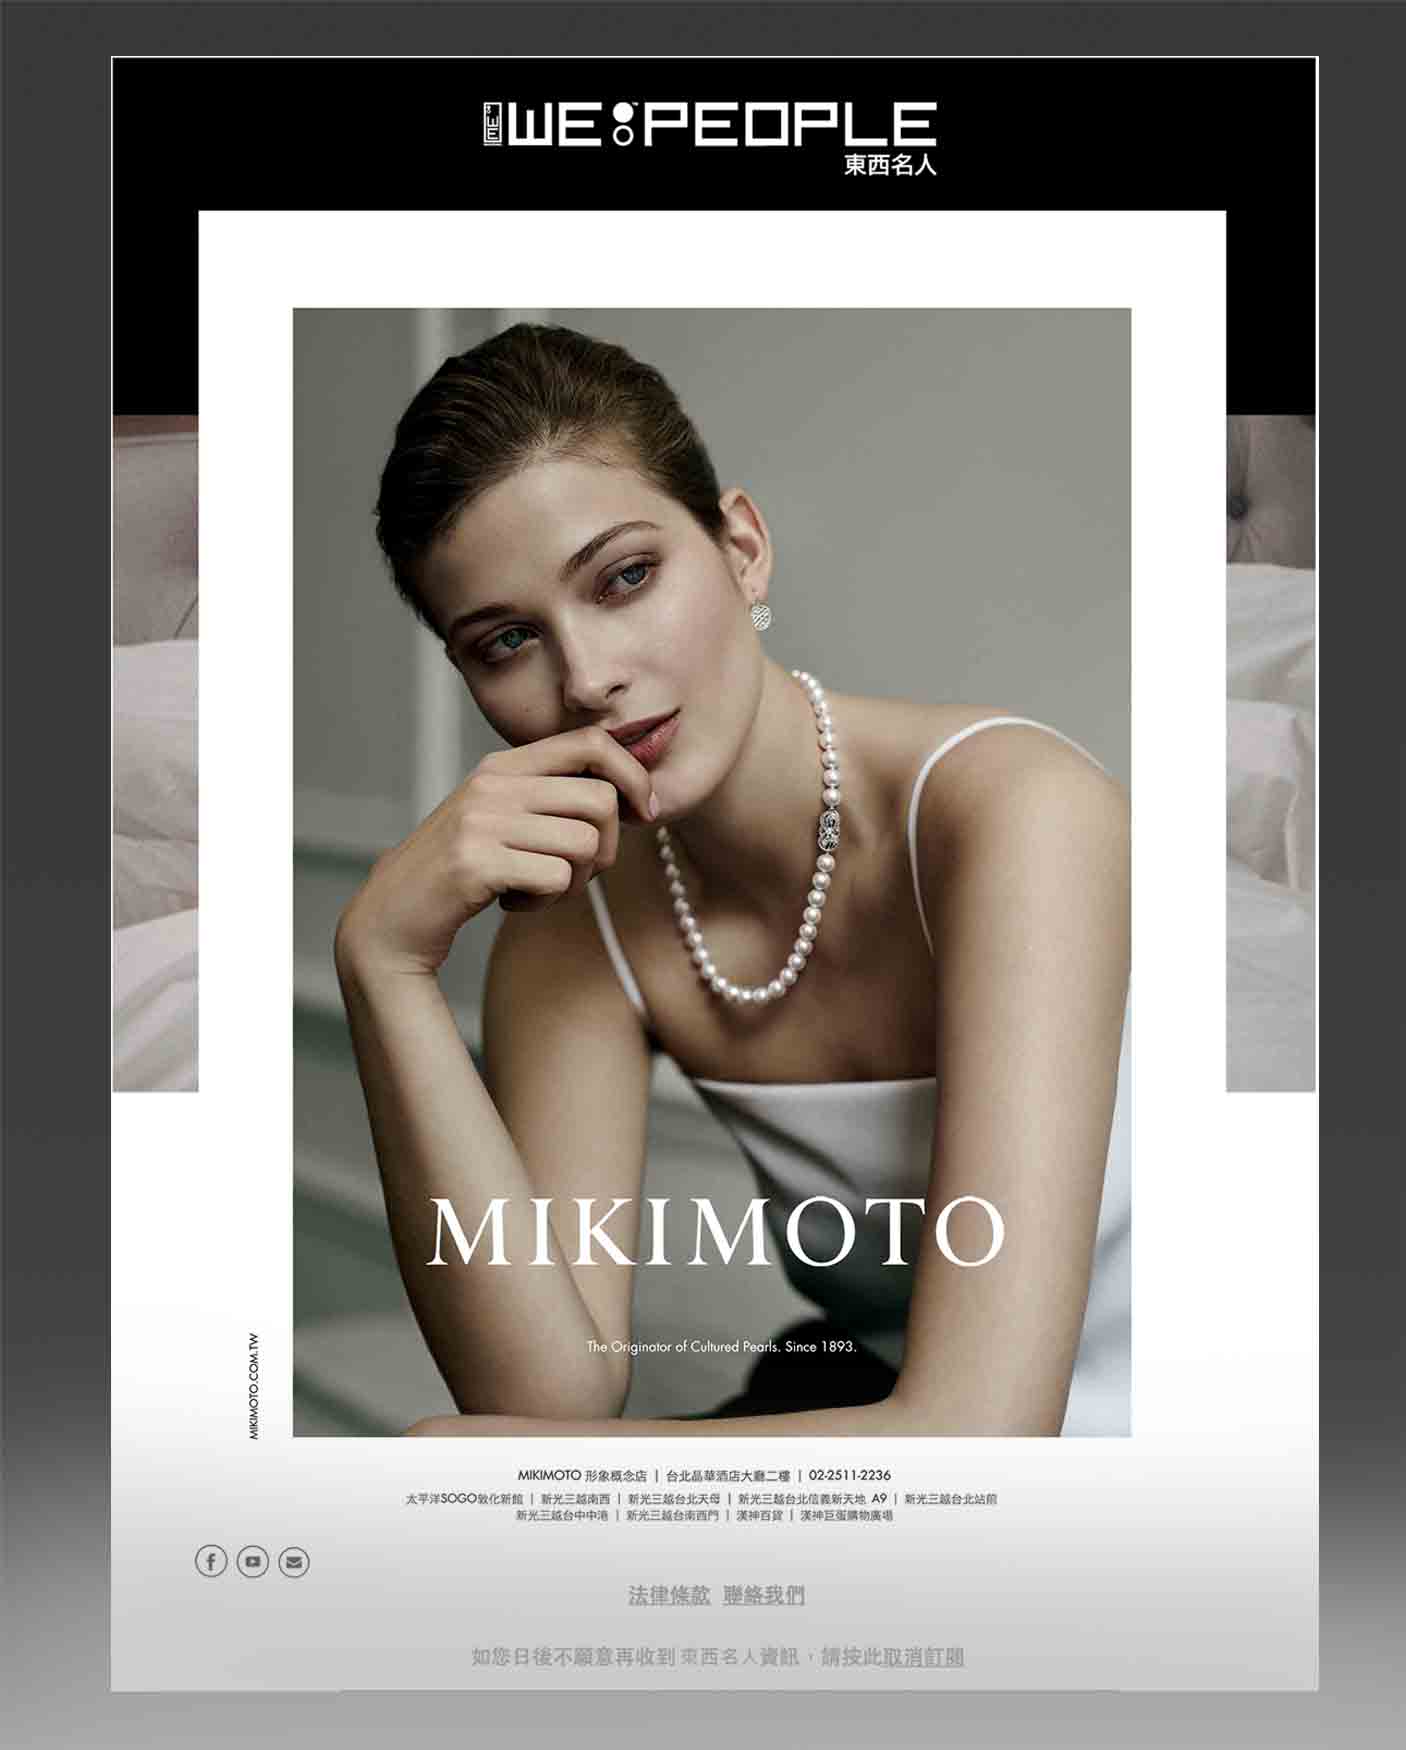 WE PEOPLE
東西名人
MIKIMOTO
The Originator of Cultured Pearls. Since 1893.
MIKIMOTO.COM.TW
MIKIMOTO 形象概念店 | 台北晶華酒店大廳二樓 | 02-2511-2236
太平洋SOGO敦化新館 | 新光三越南西 | 新光三越台北天母 | 新光三越台北信義新天地 A9 | 新光三越台北站前
新光三越台中中港 | 新光三越台南西門 | 漢神百貨 | 漢神巨蛋購物廣場
法律條款 聯絡我們
如您日後不願意再收到 東西名人資訊，請按此取消訂閱